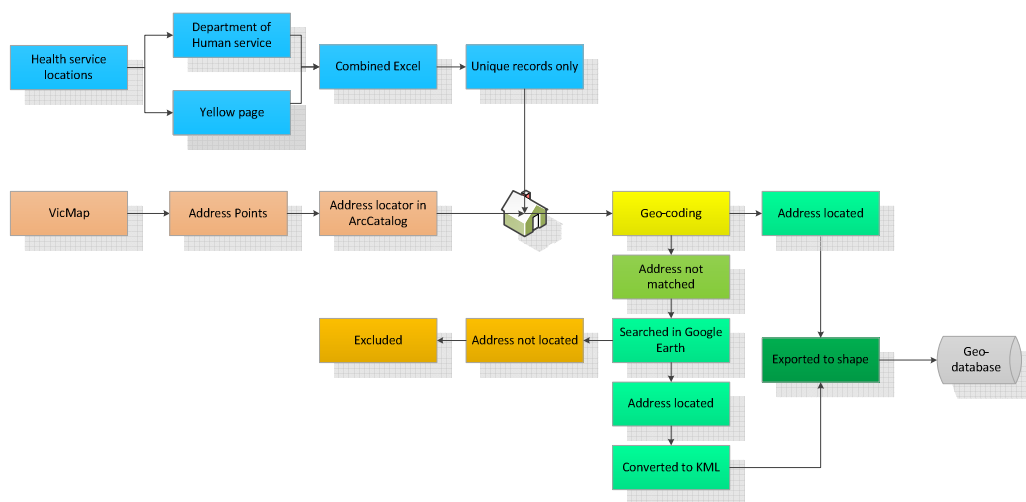 Health service
locations
Department of
Human service
Yellow page
Combined Excel
Unique records only
VicMap
Address Points
Address locator in
ArcCatalog
Geo-coding
Address located
Address not
matched
Excluded
Address not located
Searched in Google
Earth
Exported to shape
Geo-
database
Address located
Converted to KML